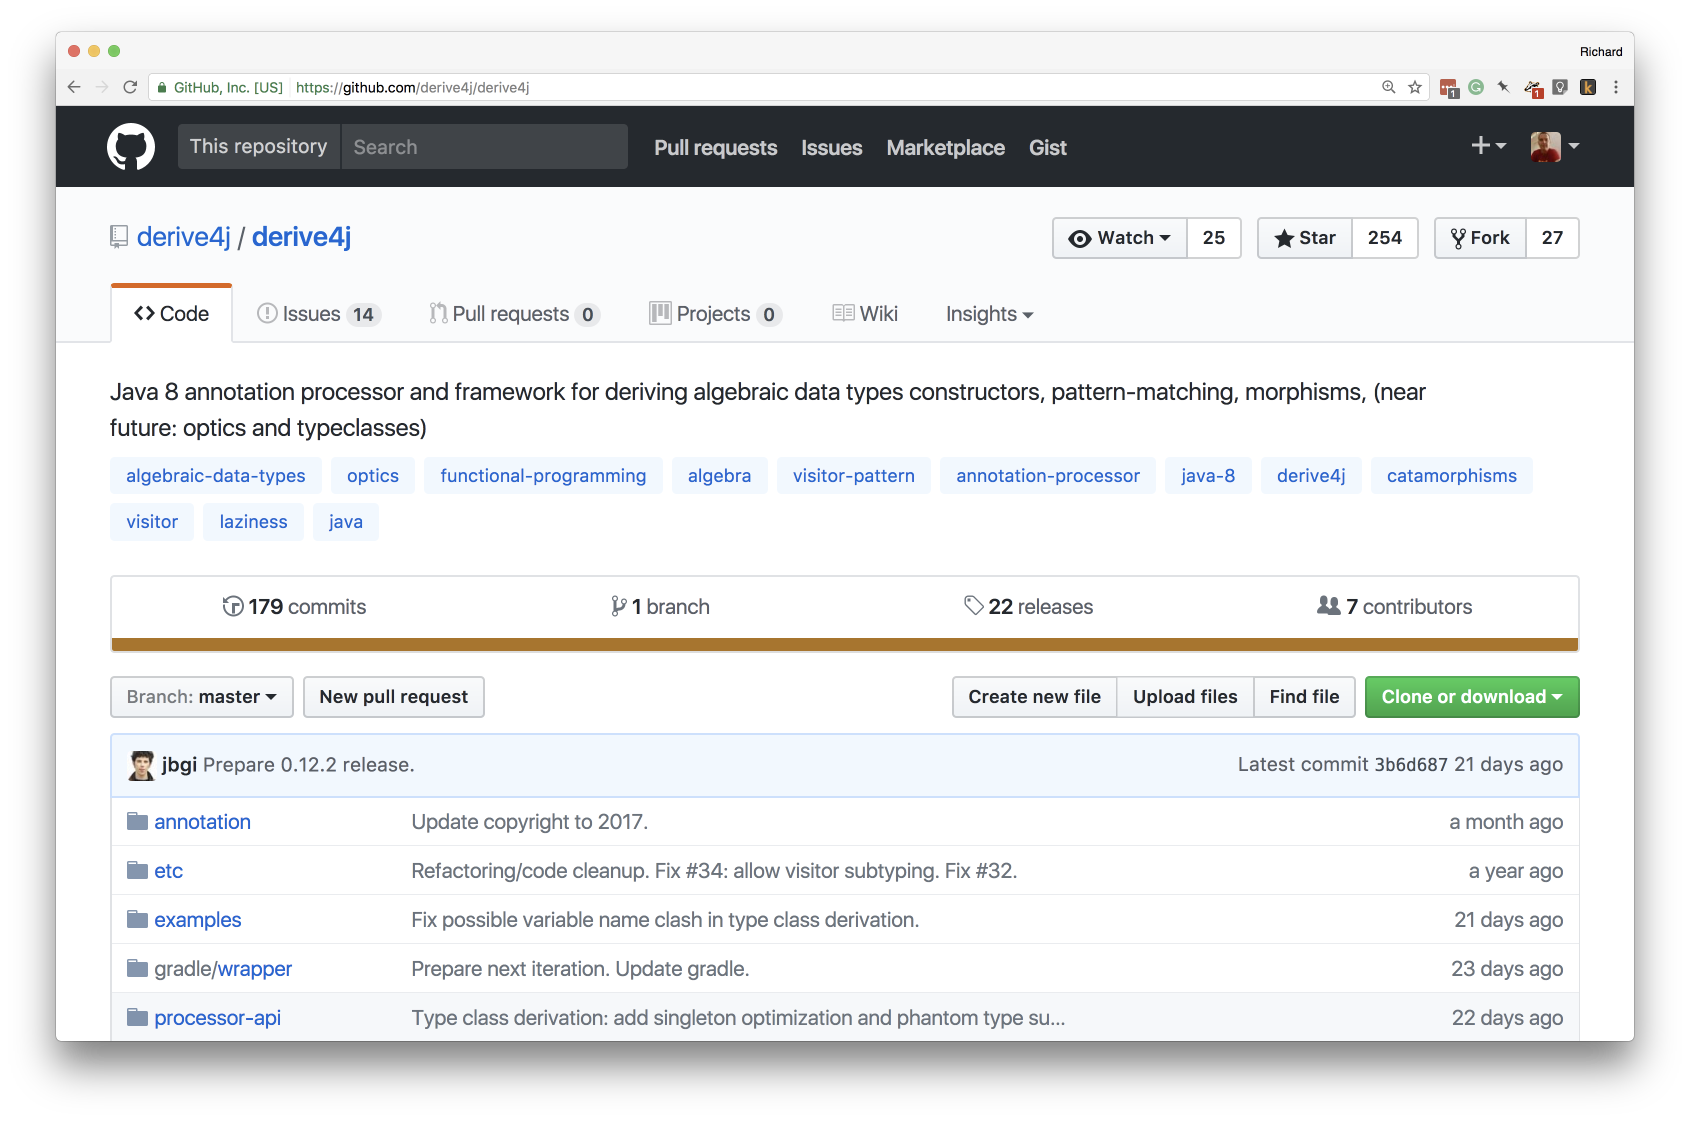 Richard
GitHub, Inc. [US] https://github.com/derive4j/derive4j
1 G 1 k
This repository Search Pull requests Issues Marketplace Gist
derive4j / derive4j Watch 25 Star 254 Fork 27
Code Issues 14 Pull requests 0 Projects 0 Wiki Insights
Java 8 annotation processor and framework for deriving algebraic data types constructors, pattern-matching, morphisms, (near
future: optics and typeclasses)
algebraic-data-types optics functional-programming algebra visitor-pattern annotation-processor java-8 derive4j catamorphisms
visitor laziness java
179 commits 1 branch 22 releases 7 contributors
Branch: master New pull request Create new file Upload files Find file Clone or download
jbgi Prepare 0.12.2 release. Latest commit 3b6d687 21 days ago
annotation Update copyright to 2017. a month ago
etc Refactoring/code cleanup. Fix #34: allow visitor subtyping. Fix #32. a year ago
examples Fix possible variable name clash in type class derivation. 21 days ago
gradle/wrapper Prepare next iteration. Update gradle. 23 days ago
processor-api Type class derivation: add singleton optimization and phantom type su... 22 days ago